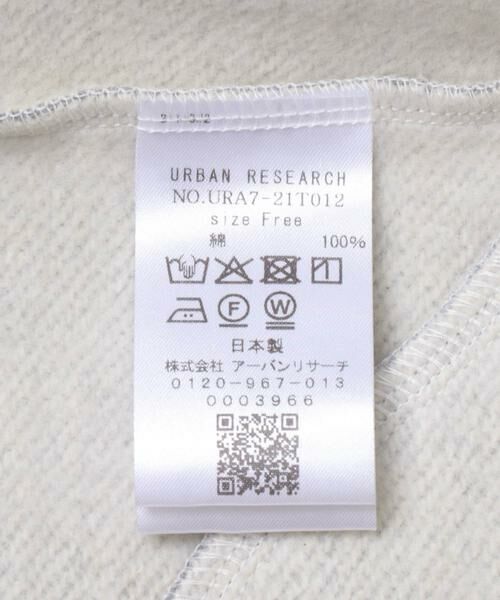 URBAN RESEARCH
NO.URA7-21T012
size Free
綿 100%
F W
日本製
株式会社 アーバンリサーチ
0120-967-013
0003966